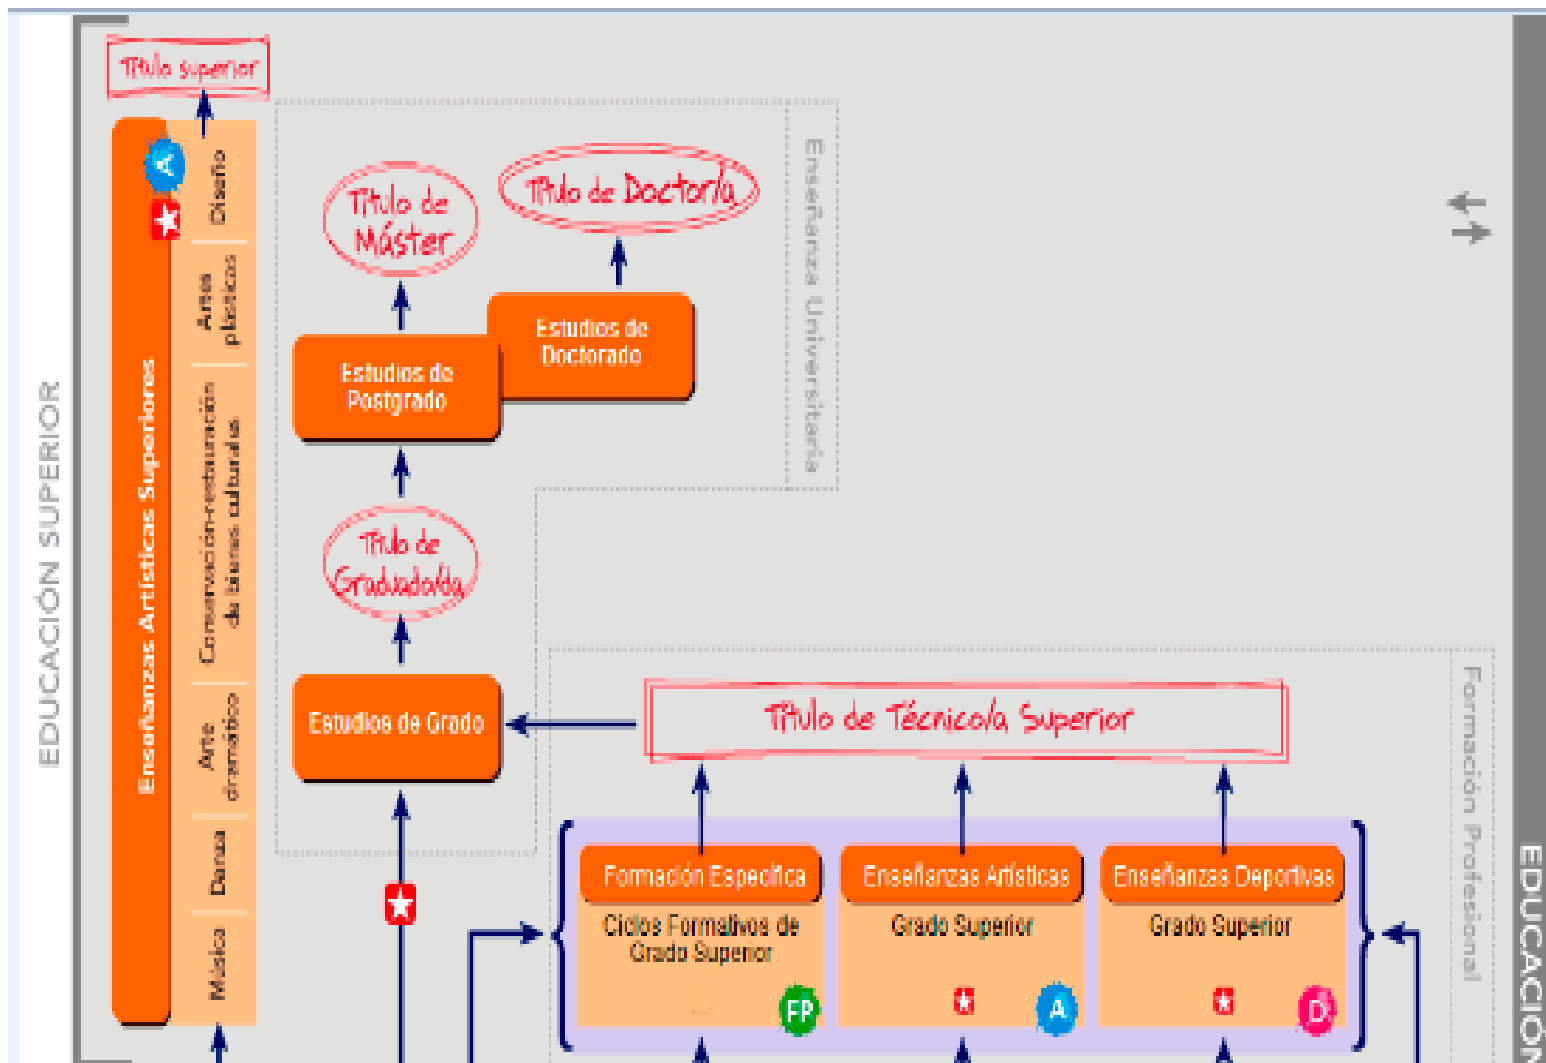 EDUCACIÓN SUPERIOR
Título superior
Enseñanzas Artísticas Superiores
A
Música
Danza
Arte
dramático
Conservación-restauración
de bienes culturales
Artes
plásticas
Diseño
Enseñanza Universitaria
Título de
Máster
Título de Doctor/a
Estudios de
Postgrado
Estudios de
Doctorado
Título de
Graduado/da
Estudios de Grado
Título de Técnico/a Superior
Formación Profesional
Formación Específica
Ciclos Formativos de
Grado Superior
FP
Enseñanzas Artísticas
Grado Superior
A
Enseñanzas Deportivas
Grado Superior
D
EDUCACIÓN